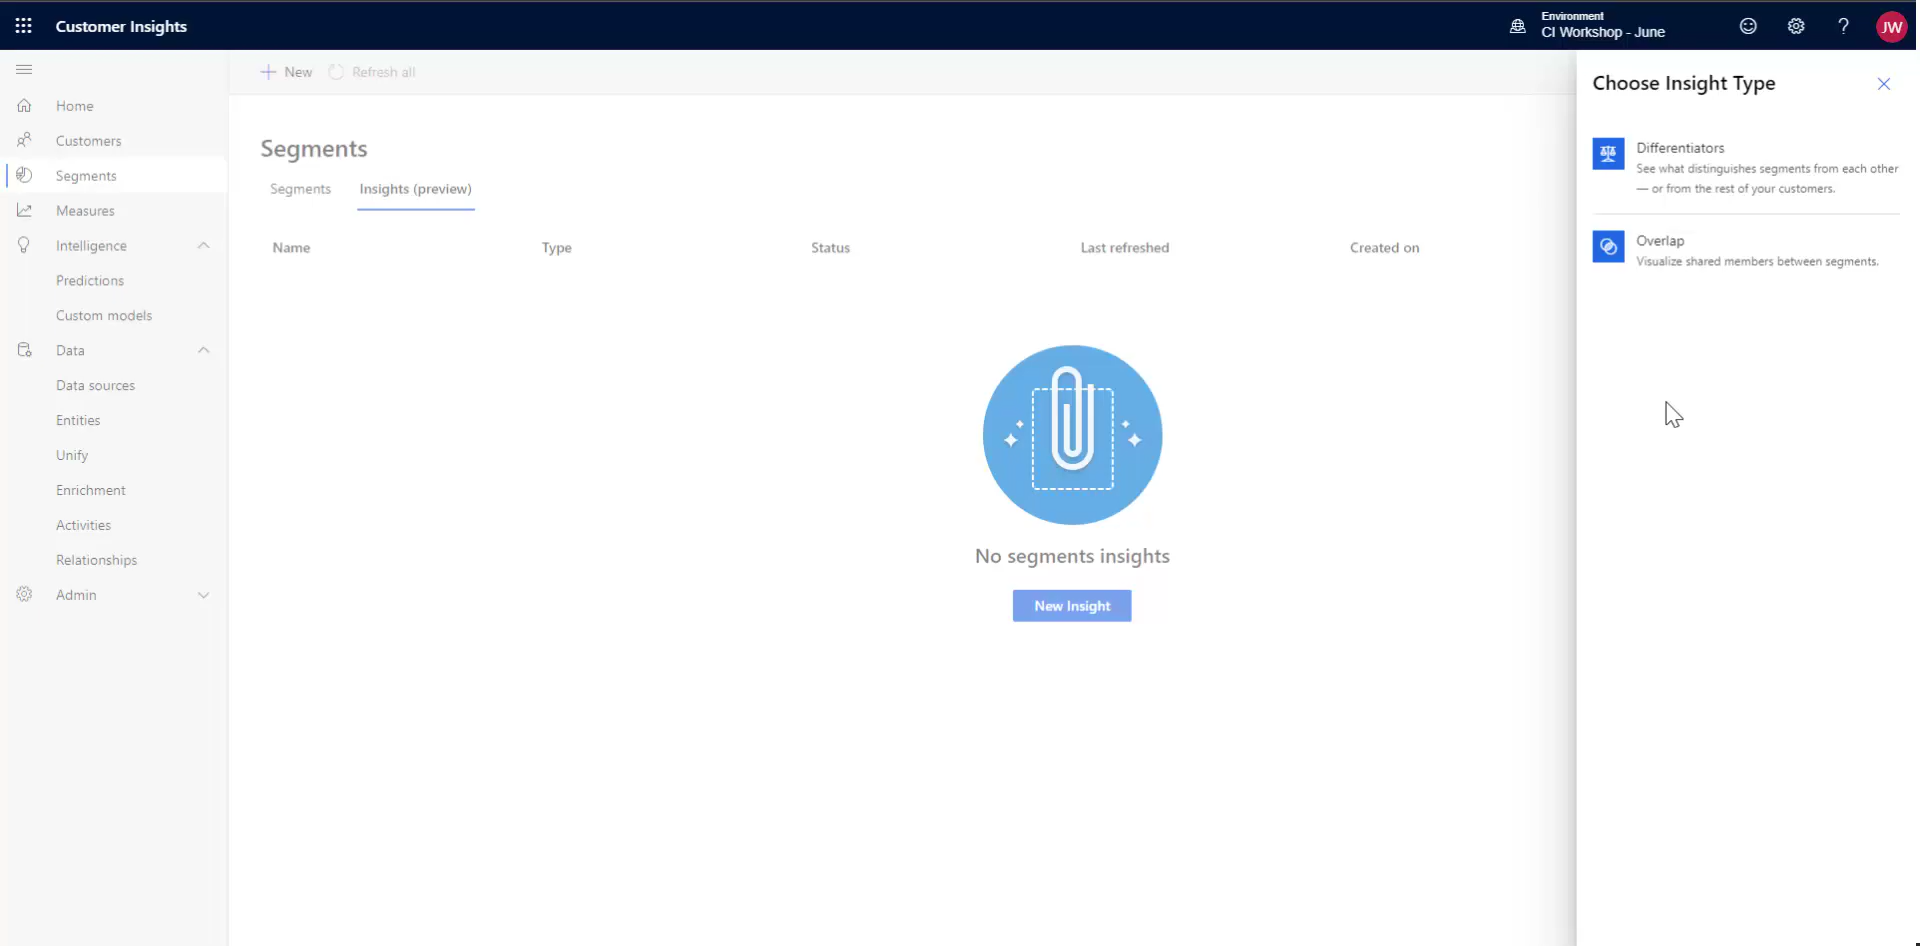 Customer Insights
Environment
CI Workshop - June
?
JW
New
Refresh all
Home
Customers
Segments
Measures
Intelligence
Predictions
Custom models
Data
Data sources
Entities
Unify
Enrichment
Activities
Relationships
Admin
Segments
Segments
Insights (preview)
Name
Type
Status
Last refreshed
Created on
No segments insights
New Insight
Choose Insight Type
Differentiators
See what distinguishes segments from each other
— or from the rest of your customers.
Overlap
Visualize shared members between segments.